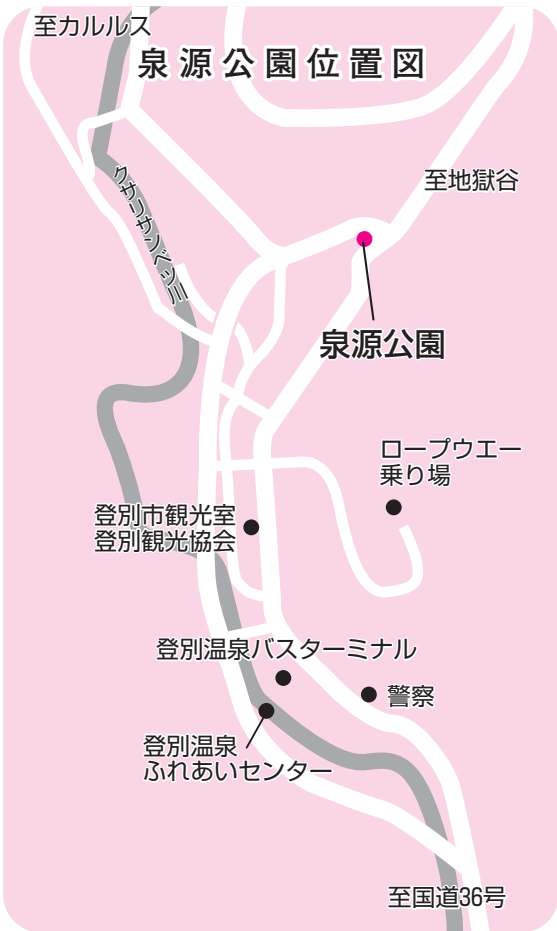 至カルルス
泉源公園位置図
クサリサンベツ川
至地獄谷
泉源公園
ロープウエー
乗り場
登別市観光室
登別観光協会
登別温泉バスターミナル
警察
登別温泉
ふれあいセンター
至国道36号